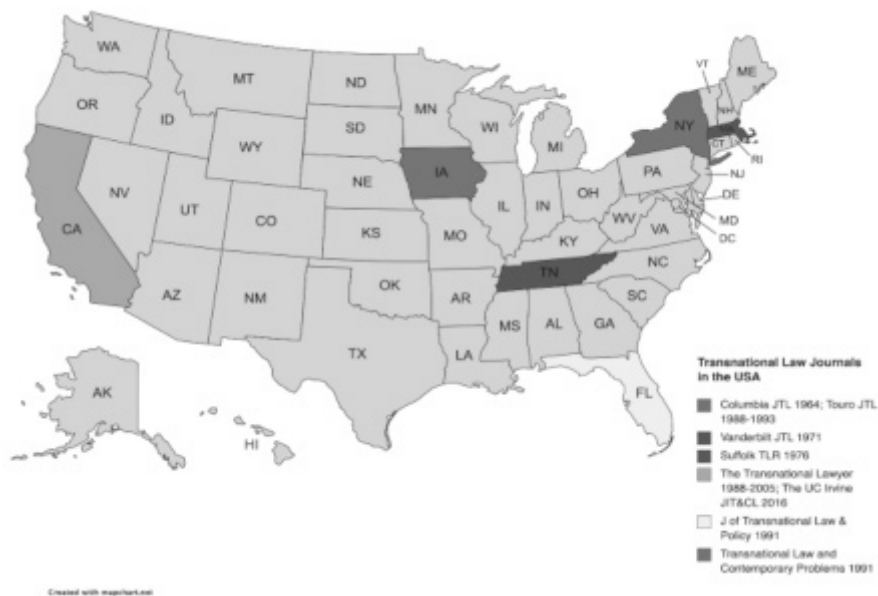 WA
MT
ND
MN
VT
ME
OR
ID
SD
WI
NH
NY
WY
MI
RI
CT
IA
NE
PA
NJ
NV
OH
DE
UT
IL
IN
CA
CO
WV
MD
VA
DC
KS
MO
KY
NC
TN
OK
AZ
NM
AR
SC
MS
AL
GA
TX
LA
AK
FL
HI
Transnational Law Journals
in the USA
Columbia JTL 1964; Touro JTL
1988-1993
Vanderbilt JTL 1971
Suffolk TLR 1976
The Transnational Lawyer
1988-2005; The UC Irvine
JIT&CL 2016
J of Transnational Law &
Policy 1991
Transnational Law and
Contemporary Problems 1991
Created with mapchart.net